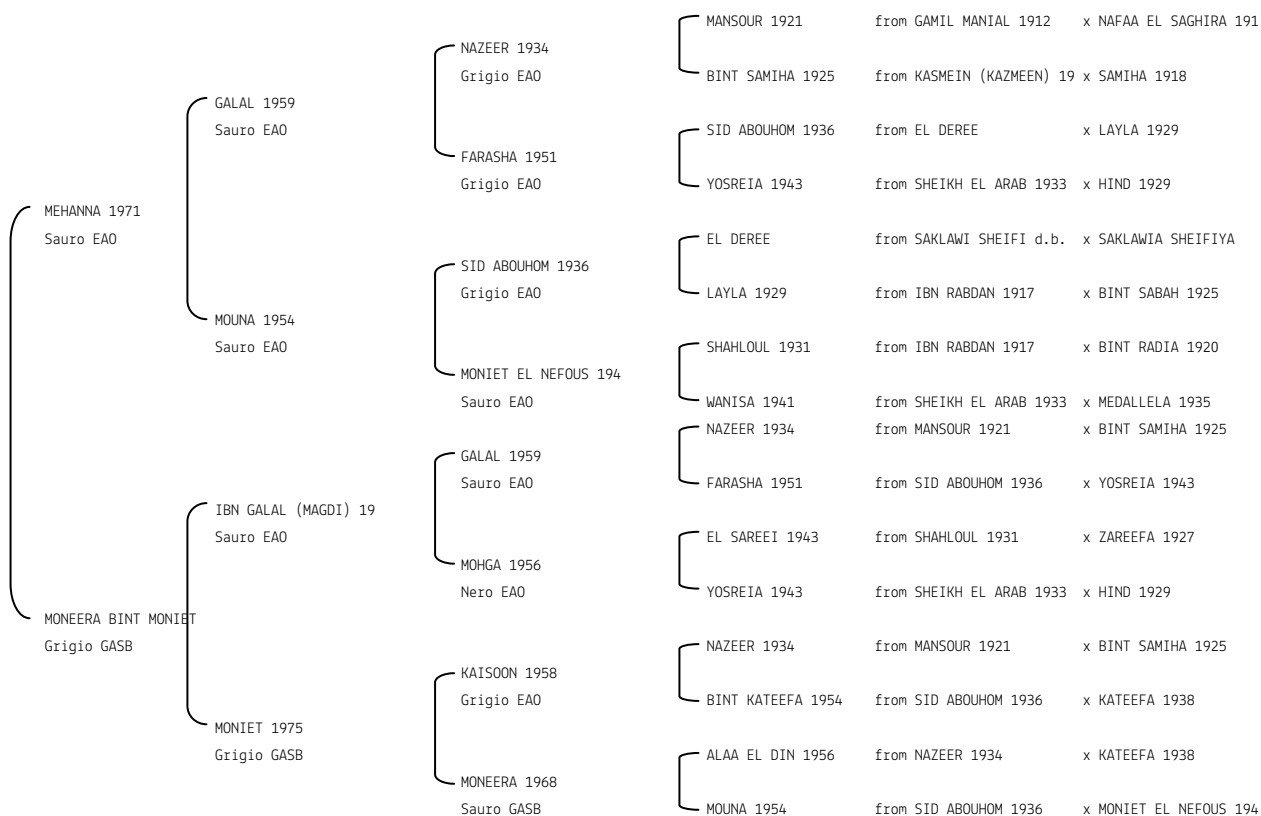 MANSOUR 1921 from GAMIL MANIAL 1912 x NAFAA EL SAGHIRA 191
NAZEER 1934
Grigio EAO
BINT SAMIHA 1925 from KASMEIN (KAZMEEN) 19 x SAMIHA 1918
GALAL 1959
Sauro EAO
SID ABOUHOM 1936 from EL DEREE x LAYLA 1929
FARASHA 1951
Grigio EAO
YOSREIA 1943 from SHEIKH EL ARAB 1933 x HIND 1929
MEHANNA 1971
Sauro EAO
EL DEREE from SAKLAWI SHEIFI d.b. x SAKLAWIA SHEIFIYA
SID ABOUHOM 1936
Grigio EAO
LAYLA 1929 from IBN RABDAN 1917 x BINT SABAH 1925
MOUNA 1954
Sauro EAO
SHAHLOUL 1931 from IBN RABDAN 1917 x BINT RADIA 1920
MONIET EL NEFOUS 194
Sauro EAO
WANISA 1941 from SHEIKH EL ARAB 1933 x MEDALLELA 1935
NAZEER 1934 from MANSOUR 1921 x BINT SAMIHA 1925
GALAL 1959
Sauro EAO
FARASHA 1951 from SID ABOUHOM 1936 x YOSREIA 1943
IBN GALAL (MAGDI) 19
Sauro EAO
EL SAREEI 1943 from SHAHLOUL 1931 x ZAREEFA 1927
MOHGA 1956
Nero EAO
YOSREIA 1943 from SHEIKH EL ARAB 1933 x HIND 1929
MONEERA BINT MONIET
Grigio GASB
NAZEER 1934 from MANSOUR 1921 x BINT SAMIHA 1925
KAISOON 1958
Grigio EAO
BINT KATEEFA 1954 from SID ABOUHOM 1936 x KATEEFA 1938
MONIET 1975
Grigio GASB
ALAA EL DIN 1956 from NAZEER 1934 x KATEEFA 1938
MONEERA 1968
Sauro GASB
MOUNA 1954 from SID ABOUHOM 1936 x MONIET EL NEFOUS 194